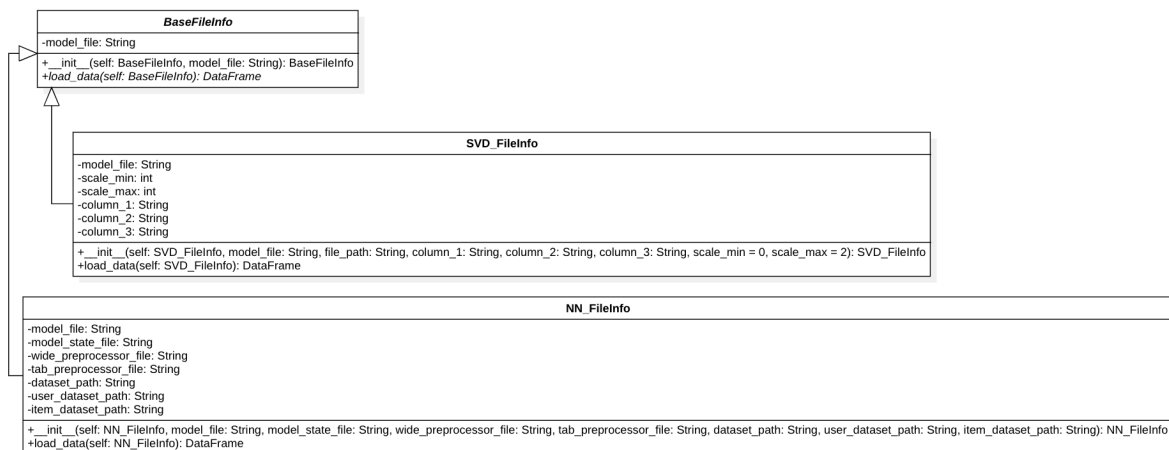 BaseFileInfo
-model_file: String
+__init__(self: BaseFileInfo, model_file: String): BaseFileInfo
+load_data(self: BaseFileInfo): DataFrame
SVD_FileInfo
-model_file: String
-scale_min: int
-scale_max: int
-column_1: String
-column_2: String
-column_3: String
+__init__(self: SVD_FileInfo, model_file: String, file_path: String, column_1: String, column_2: String, column_3: String, scale_min = 0, scale_max = 2): SVD_FileInfo
+load_data(self: SVD_FileInfo): DataFrame
NN_FileInfo
-model_file: String
-model_state_file: String
-wide_preprocessor_file: String
-tab_preprocessor_file: String
-dataset_path: String
-user_dataset_path: String
-item_dataset_path: String
+__init__(self: NN_FileInfo, model_file: String, model_state_file: String, wide_preprocessor_file: String, tab_preprocessor_file: String, dataset_path: String, user_dataset_path: String, item_dataset_path: String): NN_FileInfo
+load_data(self: NN_FileInfo): DataFrame